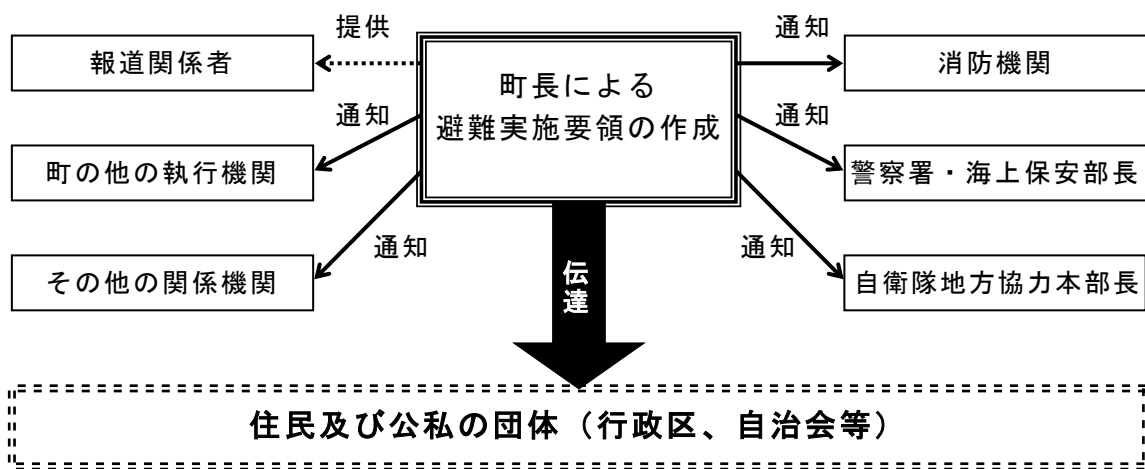 提供
通知
報道関係者
町長による
避難実施要領の作成
消防機関
通知
通知
町の他の執行機関
警察署・海上保安部長
通知
通知
その他の関係機関
自衛隊地方協力本部長
伝達
住民及び公私の団体（行政区、自治会等）